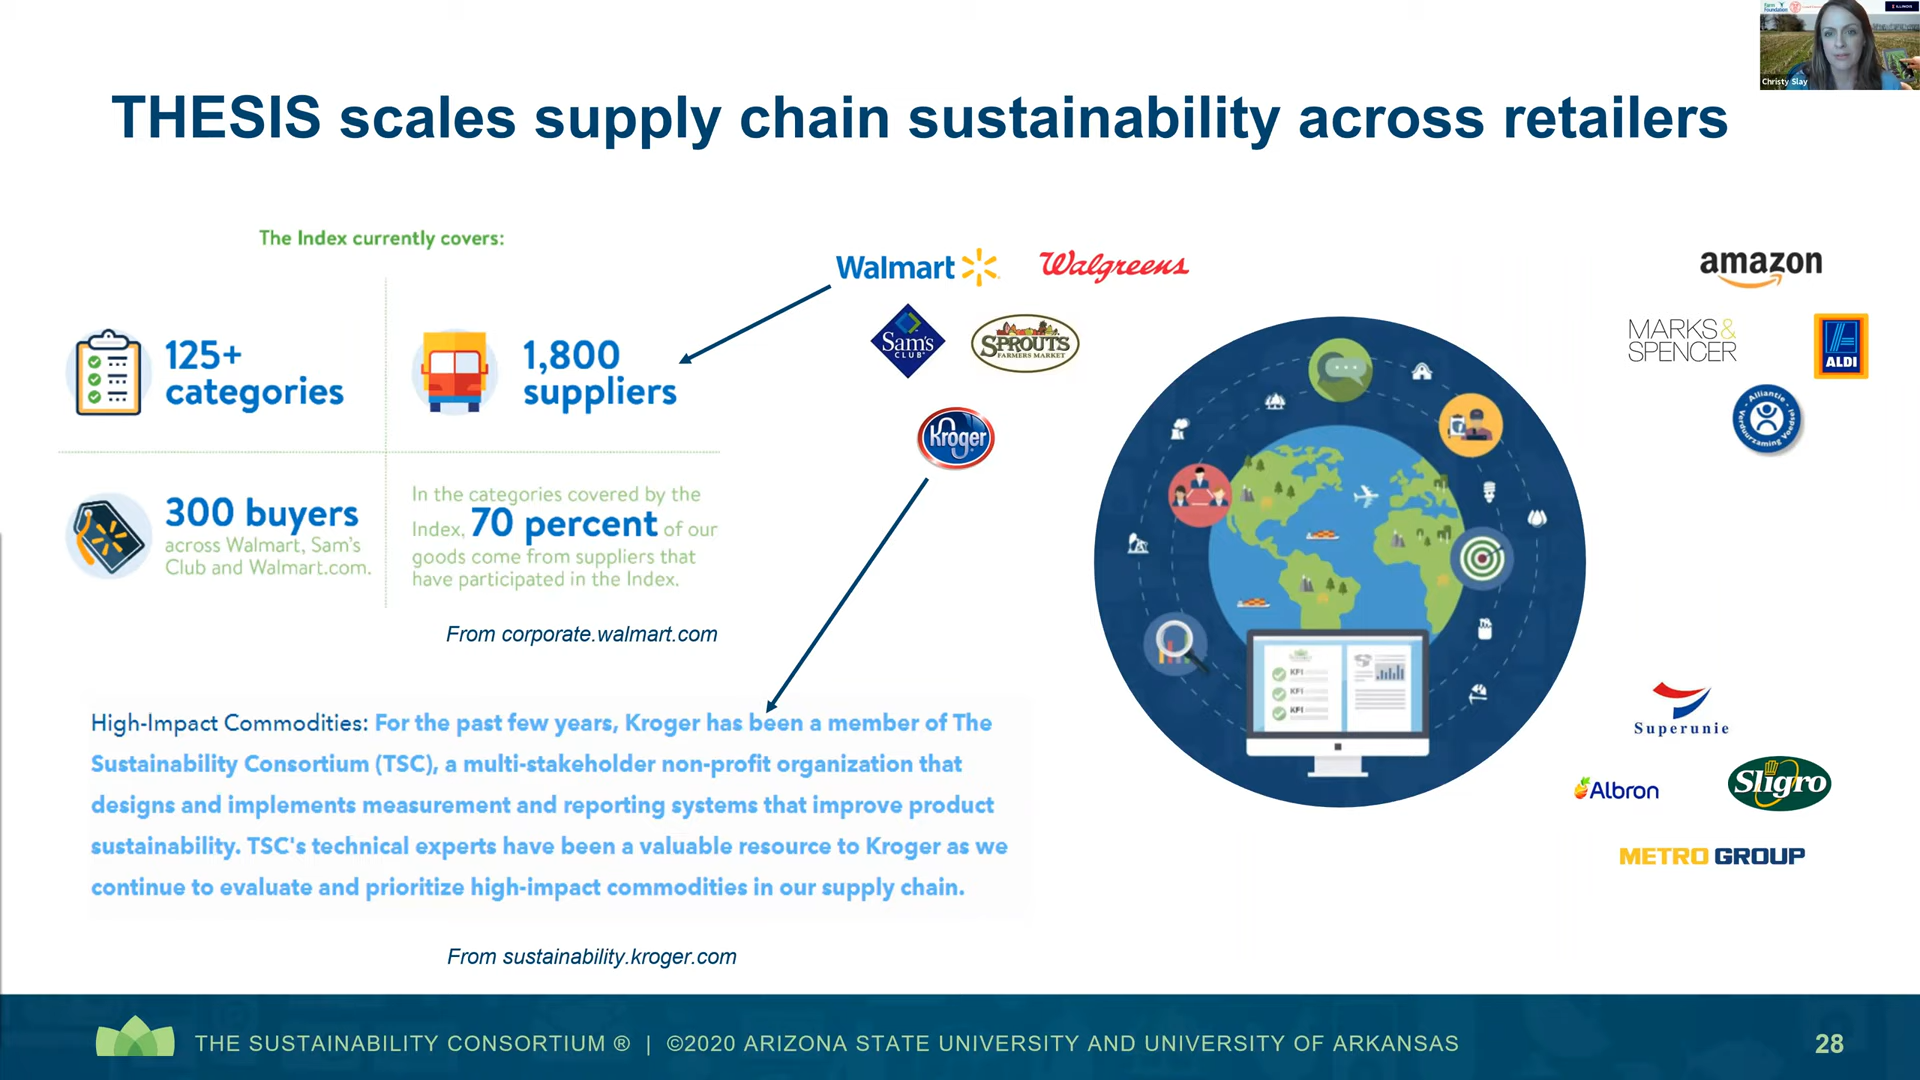 THESIS scales supply chain sustainability across retailers
Christy Slay
The Index currently covers:
125+
categories
1,800
suppliers
300 buyers
across Walmart, Sam's
Club and Walmart.com.
In the categories covered by the
Index, 70 percent of our
goods come from suppliers that
have participated in the Index.
From corporate.walmart.com
Walmart
Walgreens
Sam's
CLUB
SPROUTS
FARMERS MARKET
Kroger
amazon
MARKS&
SPENCER
ALDI
Alliantie
Verduurzaming Voedsel
KPI
KPI
KPI
Superunie
Albron
Sligro
METRO GROUP
High-Impact Commodities: For the past few years, Kroger has been a member of The
Sustainability Consortium (TSC), a multi-stakeholder non-profit organization that
designs and implements measurement and reporting systems that improve product
sustainability. TSC's technical experts have been a valuable resource to Kroger as we
continue to evaluate and prioritize high-impact commodities in our supply chain.
From sustainability.kroger.com
THE SUSTAINABILITY CONSORTIUM ® | ©2020 ARIZONA STATE UNIVERSITY AND UNIVERSITY OF ARKANSAS
28